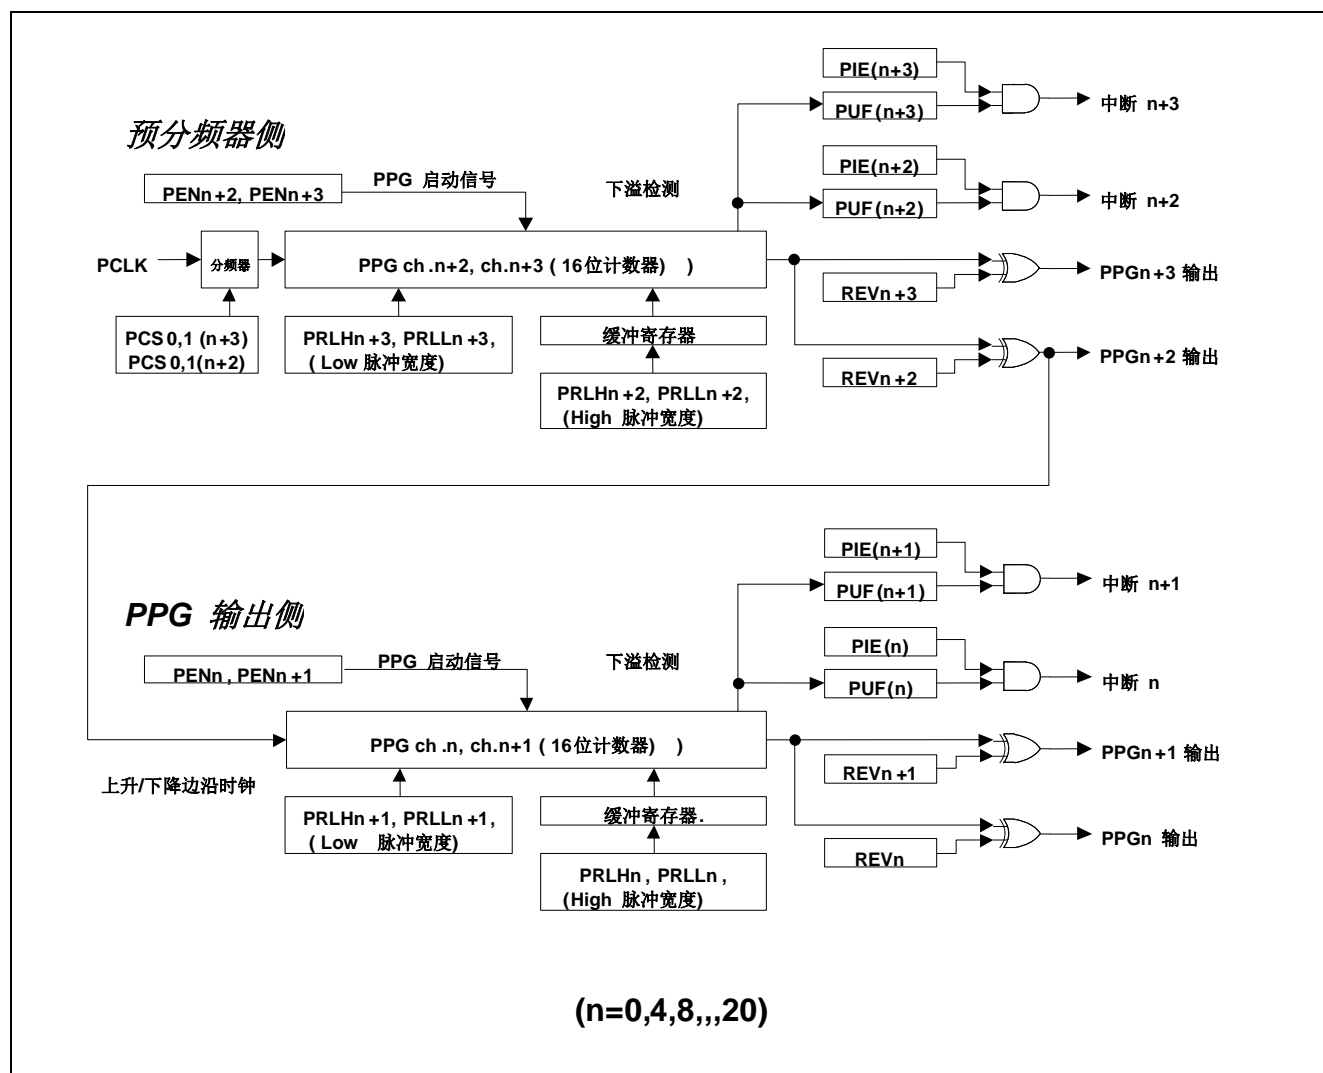 PIE(n+3)
PUF(n+3)
中断 n+3
预分频器侧
PIE(n+2)
PUF(n+2)
中断 n+2
PENn+2, PENn+3
PPG 启动信号
下溢检测
PCLK
分频器
PPG ch.n+2, ch.n+3 ( 16位计数器) )
PPGn+3 输出
REVn+3
PCS0,1 (n+3)
PCS0,1(n+2)
PRLHn+3, PRLLn+3,
( Low 脉冲宽度)
缓冲寄存器
PPGn+2 输出
REVn+2
PRLHn+2, PRLLn+2,
(High 脉冲宽度)
PIE(n+1)
PUF(n+1)
中断 n+1
PPG 输出侧
PIE(n)
PUF(n)
中断 n
PENn, PENn+1
PPG 启动信号
下溢检测
PPG ch.n, ch.n+1 ( 16位计数器) )
上升/下降边沿时钟
PPGn+1 输出
REVn+1
PRLHn+1, PRLLn+1,
( Low 脉冲宽度)
缓冲寄存器.
PPGn 输出
REVn
PRLHn, PRLLn,
(High 脉冲宽度)
(n=0,4,8,,,20)